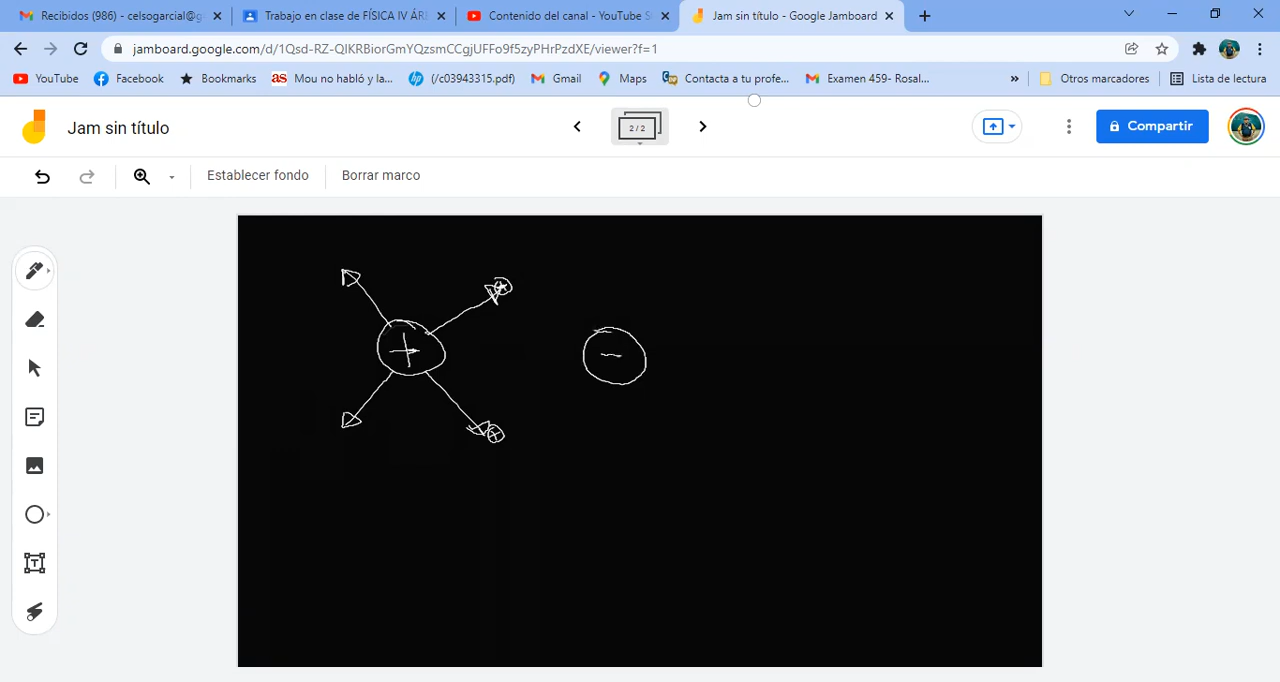 Recibidos (986) - celsogarcial@g
Trabajo en clase de FÍSICA IV ÁR
Contenido del canal - YouTube S
Jam sin título - Google Jamboard
jamboard.google.com/d/1Qsd-RZ-QIKRBiorGmYQzsmCCgjUFFo9f5zyPHrPzdXE/viewer?f=1
YouTube
Facebook
Bookmarks
as Mou no habló y la...
(/c03943315.pdf)
Gmail
Maps
Contacta a tu profe...
Examen 459- Rosal...
»
Otros marcadores
Lista de lectura
Jam sin título
2 / 2
Compartir
Establecer fondo
Borrar marco
+
+ -
+